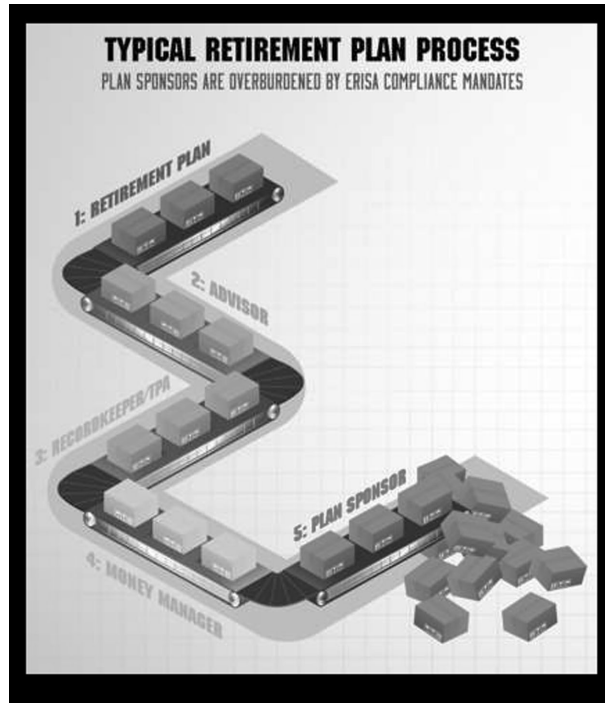 TYPICAL RETIREMENT PLAN PROCESS
PLAN SPONSORS ARE OVERBURDENED BY ERISA COMPLIANCE MANDATES
1: RETIREMENT PLAN
2: ADVISOR
3: RECORDKEEPER/TPA
5: PLAN SPONSOR
4: MONEY MANAGER